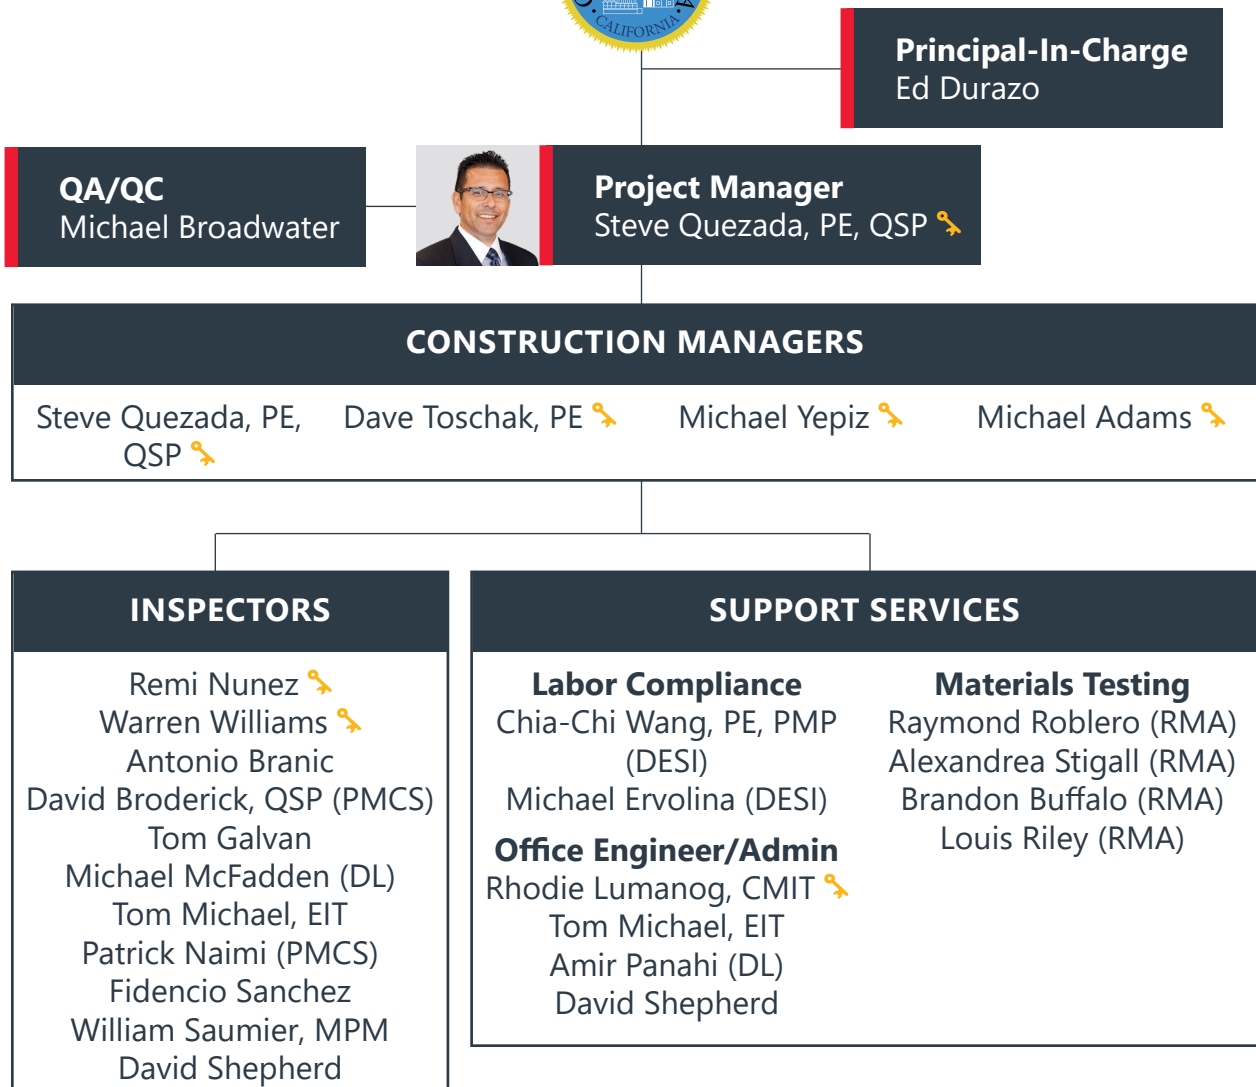 CALIFORNIA
Principal-In-Charge
Ed Durazo
QA/QC
Michael Broadwater
Project Manager
Steve Quezada, PE, QSP
CONSTRUCTION MANAGERS
Steve Quezada, PE,
QSP
Dave Toschak, PE
Michael Yepiz
Michael Adams
INSPECTORS
Remi Nunez
Warren Williams
Antonio Branic
David Broderick, QSP (PMCS)
Tom Galvan
Michael McFadden (DL)
Tom Michael, EIT
Patrick Naimi (PMCS)
Fidencio Sanchez
William Saumier, MPM
David Shepherd
SUPPORT SERVICES
Labor Compliance
Chia-Chi Wang, PE, PMP
(DESI)
Michael Ervolina (DESI)
Office Engineer/Admin
Rhodie Lumanog, CMIT
Tom Michael, EIT
Amir Panahi (DL)
David Shepherd
Materials Testing
Raymond Roblero (RMA)
Alexandrea Stigall (RMA)
Brandon Buffalo (RMA)
Louis Riley (RMA)